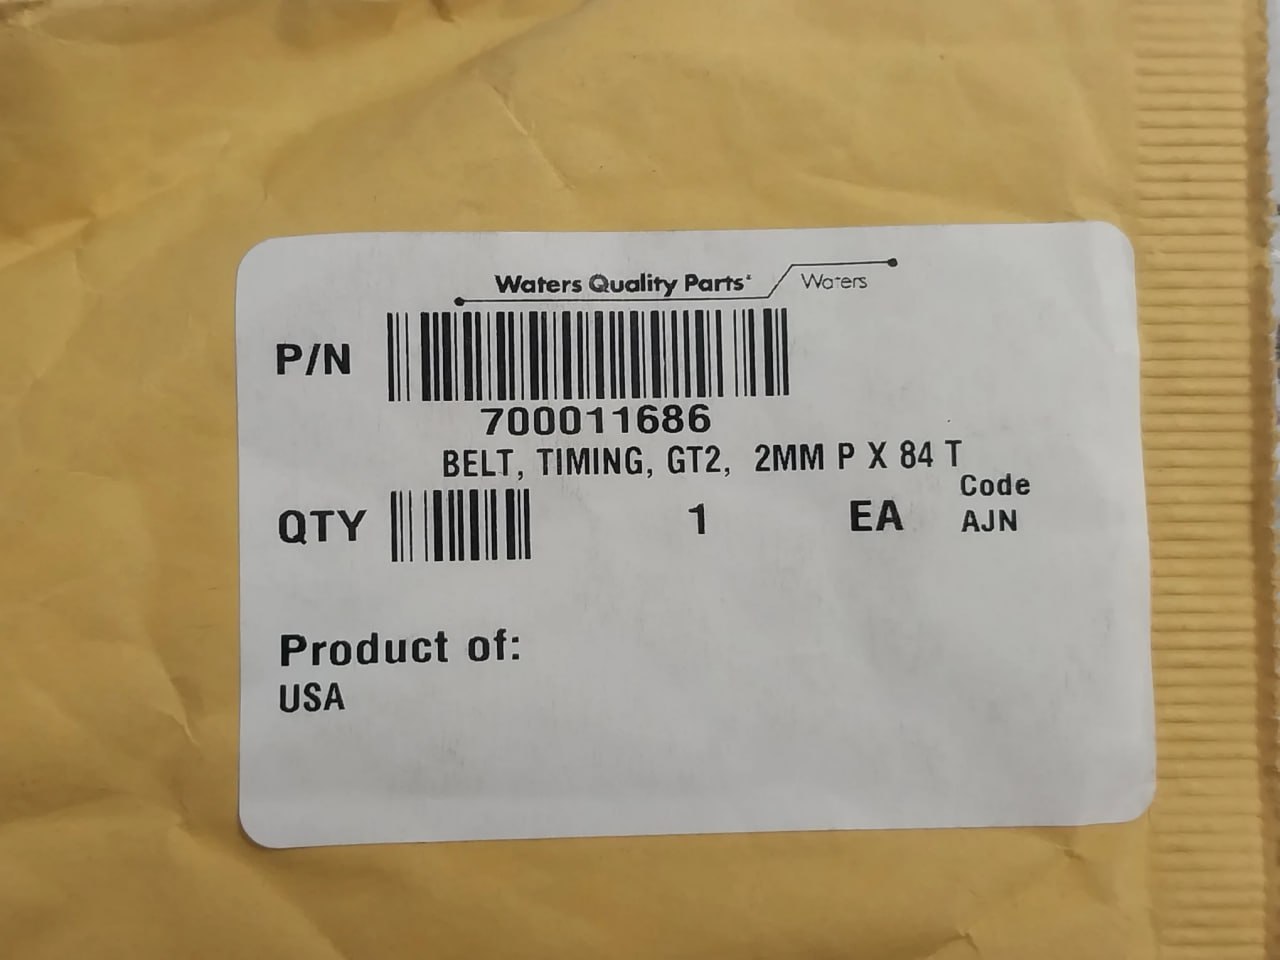 Waters Quality Parts Waters
P/N
700011686
BELT, TIMING, GT2, 2MM P X 84 T
Code
QTY 1 EA AJN
Product of:
USA